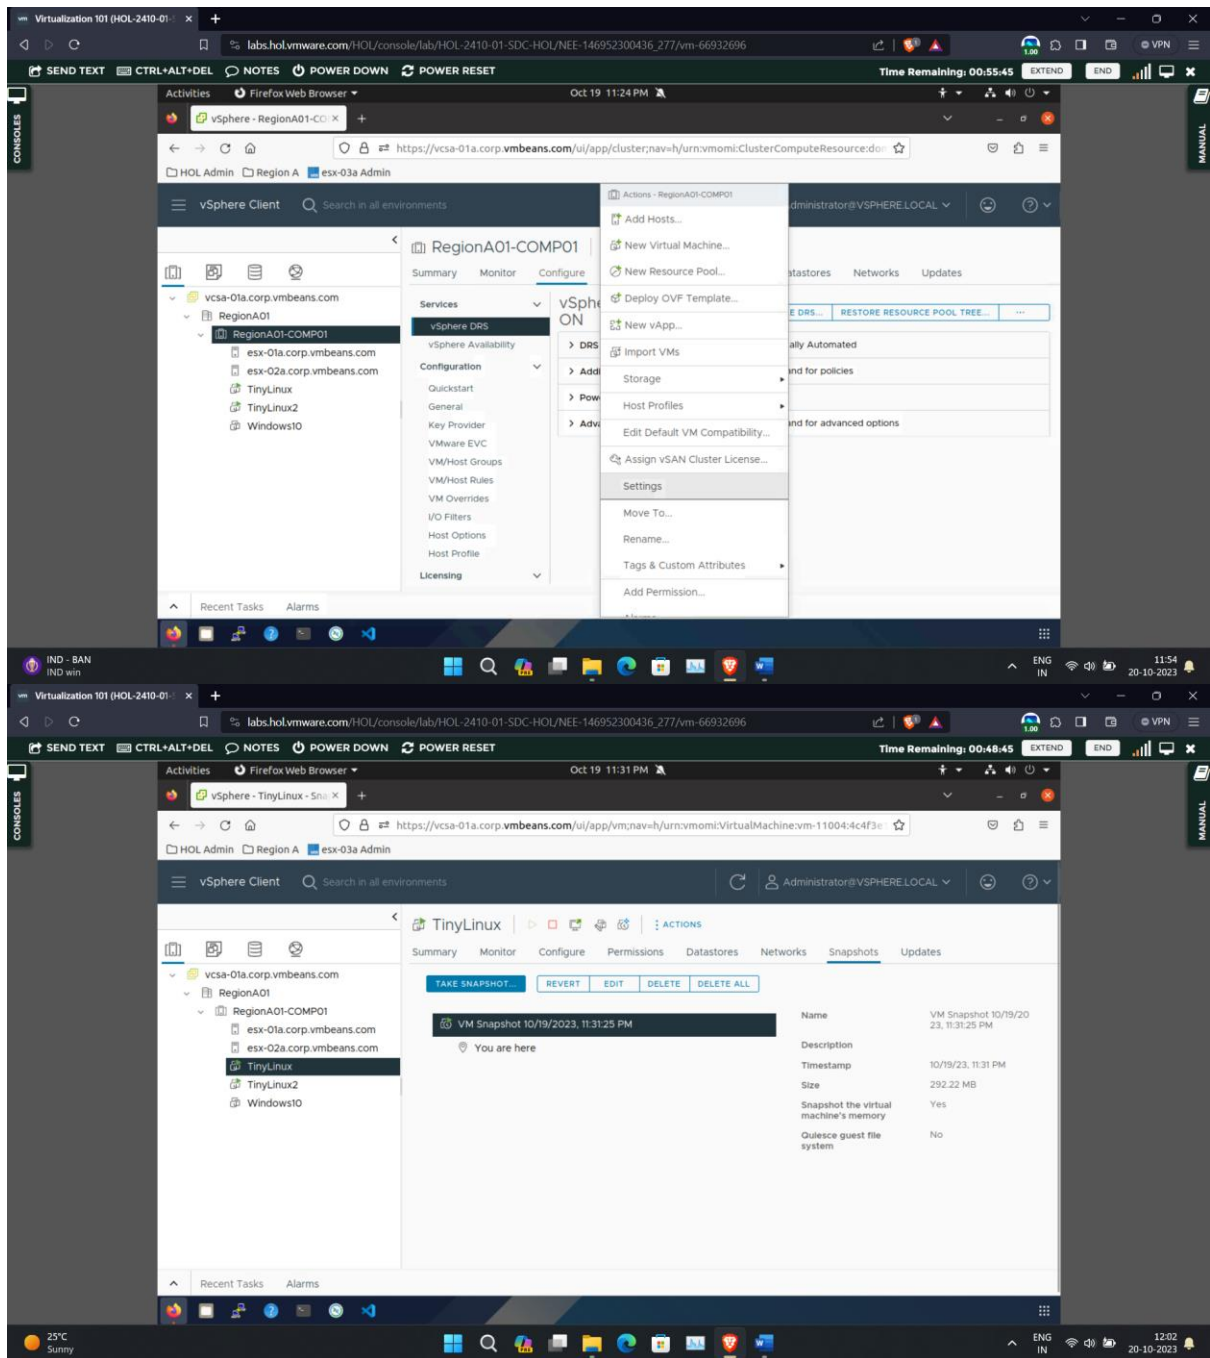 vm Virtualization 101 (HOL-2410-01- × +
labs.hol.vmware.com/HOL/console/lab/HOL-2410-01-SDC-HOL/NEE-146952300436_277/vm-66932696 1.00 VPN
SEND TEXT CTRL+ALT+DEL NOTES POWER DOWN POWER RESET Time Remaining: 00:55:45 EXTEND END
CONSOLES
MANUAL
Activities Firefox Web Browser Oct 19 11:24 PM
vSphere - RegionA01-CO × +
https://vcsa-01a.corp.vmbeans.com/ui/app/cluster;nav=h/urn:vmomi:ClusterComputeResource:do
HOL Admin Region A esx-03a Admin
vSphere Client Search in all environments dministrator@VSPHERE.LOCAL
Actions - RegionA01-COMP01
Add Hosts...
New Virtual Machine...
New Resource Pool...
Deploy OVF Template...
New vApp...
Import VMs
Storage
Host Profiles
Edit Default VM Compatibility...
Assign vSAN Cluster License...
Settings
Move To...
Rename...
Tags & Custom Attributes
Add Permission...
RegionA01-COMP01
Summary Monitor Configure atastores Networks Updates
vcsa-01a.corp.vmbeans.com
RegionA01
RegionA01-COMP01
esx-01a.corp.vmbeans.com
esx-02a.corp.vmbeans.com
TinyLinux
TinyLinux2
Windows10
Services
vSphere DRS
vSphere Availability
Configuration
Quickstart
General
Key Provider
VMware EVC
VM/Host Groups
VM/Host Rules
VM Overrides
I/O Filters
Host Options
Host Profile
Licensing
vSphe
ON
E DRS... RESTORE RESOURCE POOL TREE... ...
DRS ally Automated
Addi nd for policies
Pow
Adva nd for advanced options
Recent Tasks Alarms
IND - BAN
IND win
ENG
IN
11:54
20-10-2023
vm Virtualization 101 (HOL-2410-01- × +
labs.hol.vmware.com/HOL/console/lab/HOL-2410-01-SDC-HOL/NEE-146952300436_277/vm-66932696 1.00 VPN
SEND TEXT CTRL+ALT+DEL NOTES POWER DOWN POWER RESET Time Remaining: 00:48:45 EXTEND END
CONSOLES
MANUAL
Activities Firefox Web Browser Oct 19 11:31 PM
vSphere - TinyLinux - Sna × +
https://vcsa-01a.corp.vmbeans.com/ui/app/vm;nav=h/urn:vmomi:VirtualMachine:vm-11004:4c4f3e
HOL Admin Region A esx-03a Admin
vSphere Client Search in all environments Administrator@VSPHERE.LOCAL
TinyLinux ACTIONS
Summary Monitor Configure Permissions Datastores Networks Snapshots Updates
vcsa-01a.corp.vmbeans.com
RegionA01
RegionA01-COMP01
esx-01a.corp.vmbeans.com
esx-02a.corp.vmbeans.com
TinyLinux
TinyLinux2
Windows10
TAKE SNAPSHOT... REVERT EDIT DELETE DELETE ALL
VM Snapshot 10/19/2023, 11:31:25 PM
You are here
Name VM Snapshot 10/19/20
23, 11:31:25 PM
Description
Timestamp 10/19/23, 11:31 PM
Size 292.22 MB
Snapshot the virtual Yes
machine's memory
Quiesce guest file No
system
Recent Tasks Alarms
25°C
Sunny
ENG
IN
12:02
20-10-2023